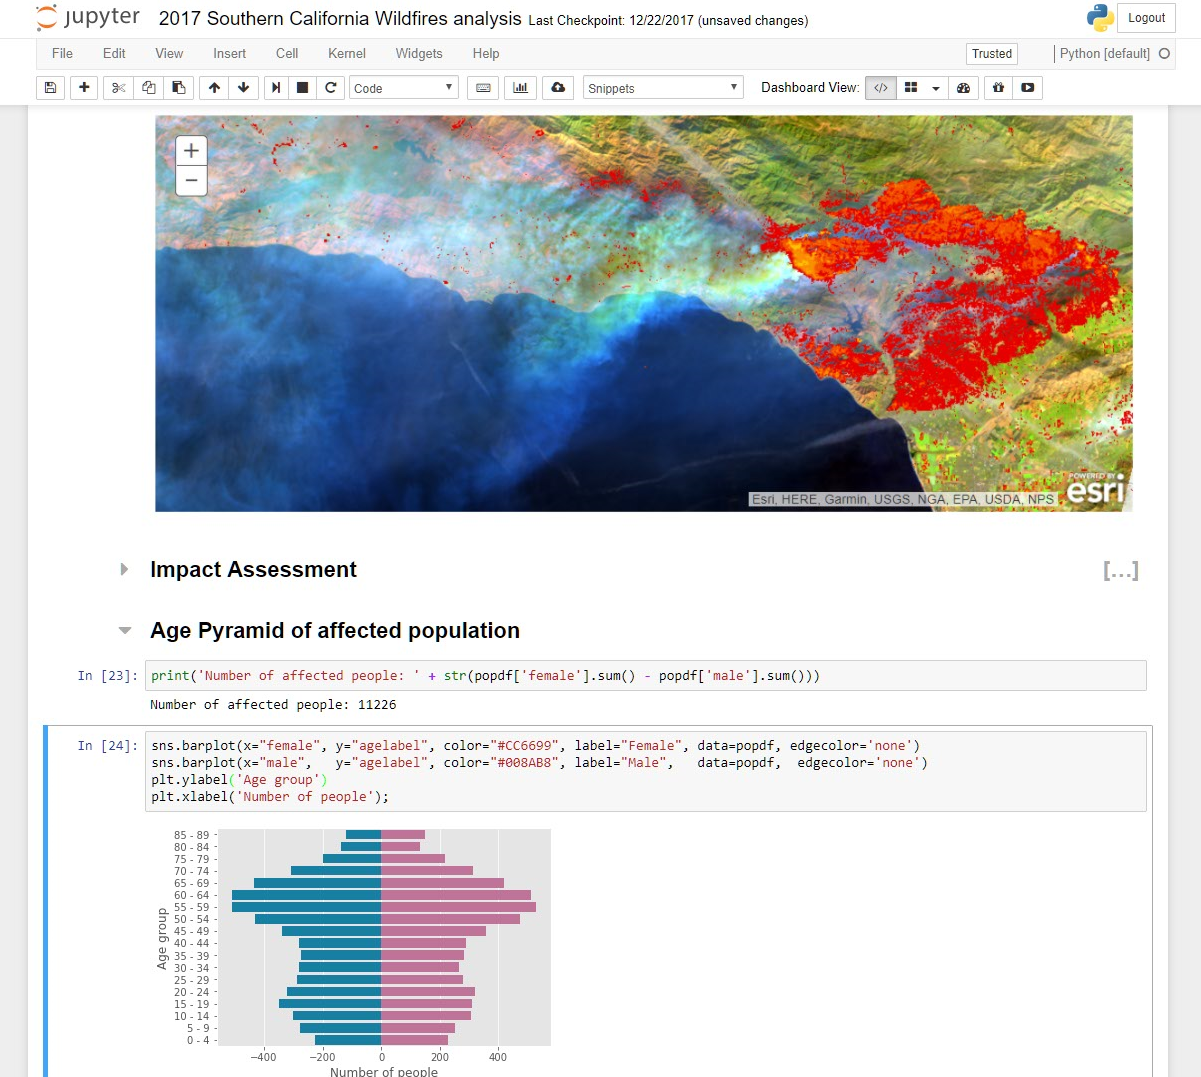 jupyter 2017 Southern California Wildfires analysis Last Checkpoint: 12/22/2017 (unsaved changes) Logout
File Edit View Insert Cell Kernel Widgets Help Trusted Python [default]
Code Snippets Dashboard View:
+
−
POWERED BY
esri
Esri, HERE, Garmin, USGS, NGA, EPA, USDA, NPS
Impact Assessment [...]
Age Pyramid of affected population
In [23]: print('Number of affected people: ' + str(popdf['female'].sum() - popdf['male'].sum()))
Number of affected people: 11226
In [24]: sns.barplot(x="female", y="agelabel", color="#CC6699", label="Female", data=popdf, edgecolor='none')
sns.barplot(x="male",   y="agelabel", color="#008AB8", label="Male",   data=popdf,  edgecolor='none')
plt.ylabel('Age group')
plt.xlabel('Number of people');
Age group
85 - 89
80 - 84
75 - 79
70 - 74
65 - 69
60 - 64
55 - 59
50 - 54
45 - 49
40 - 44
35 - 39
30 - 34
25 - 29
20 - 24
15 - 19
10 - 14
5 - 9
0 - 4
−400 −200 0 200 400
Number of people